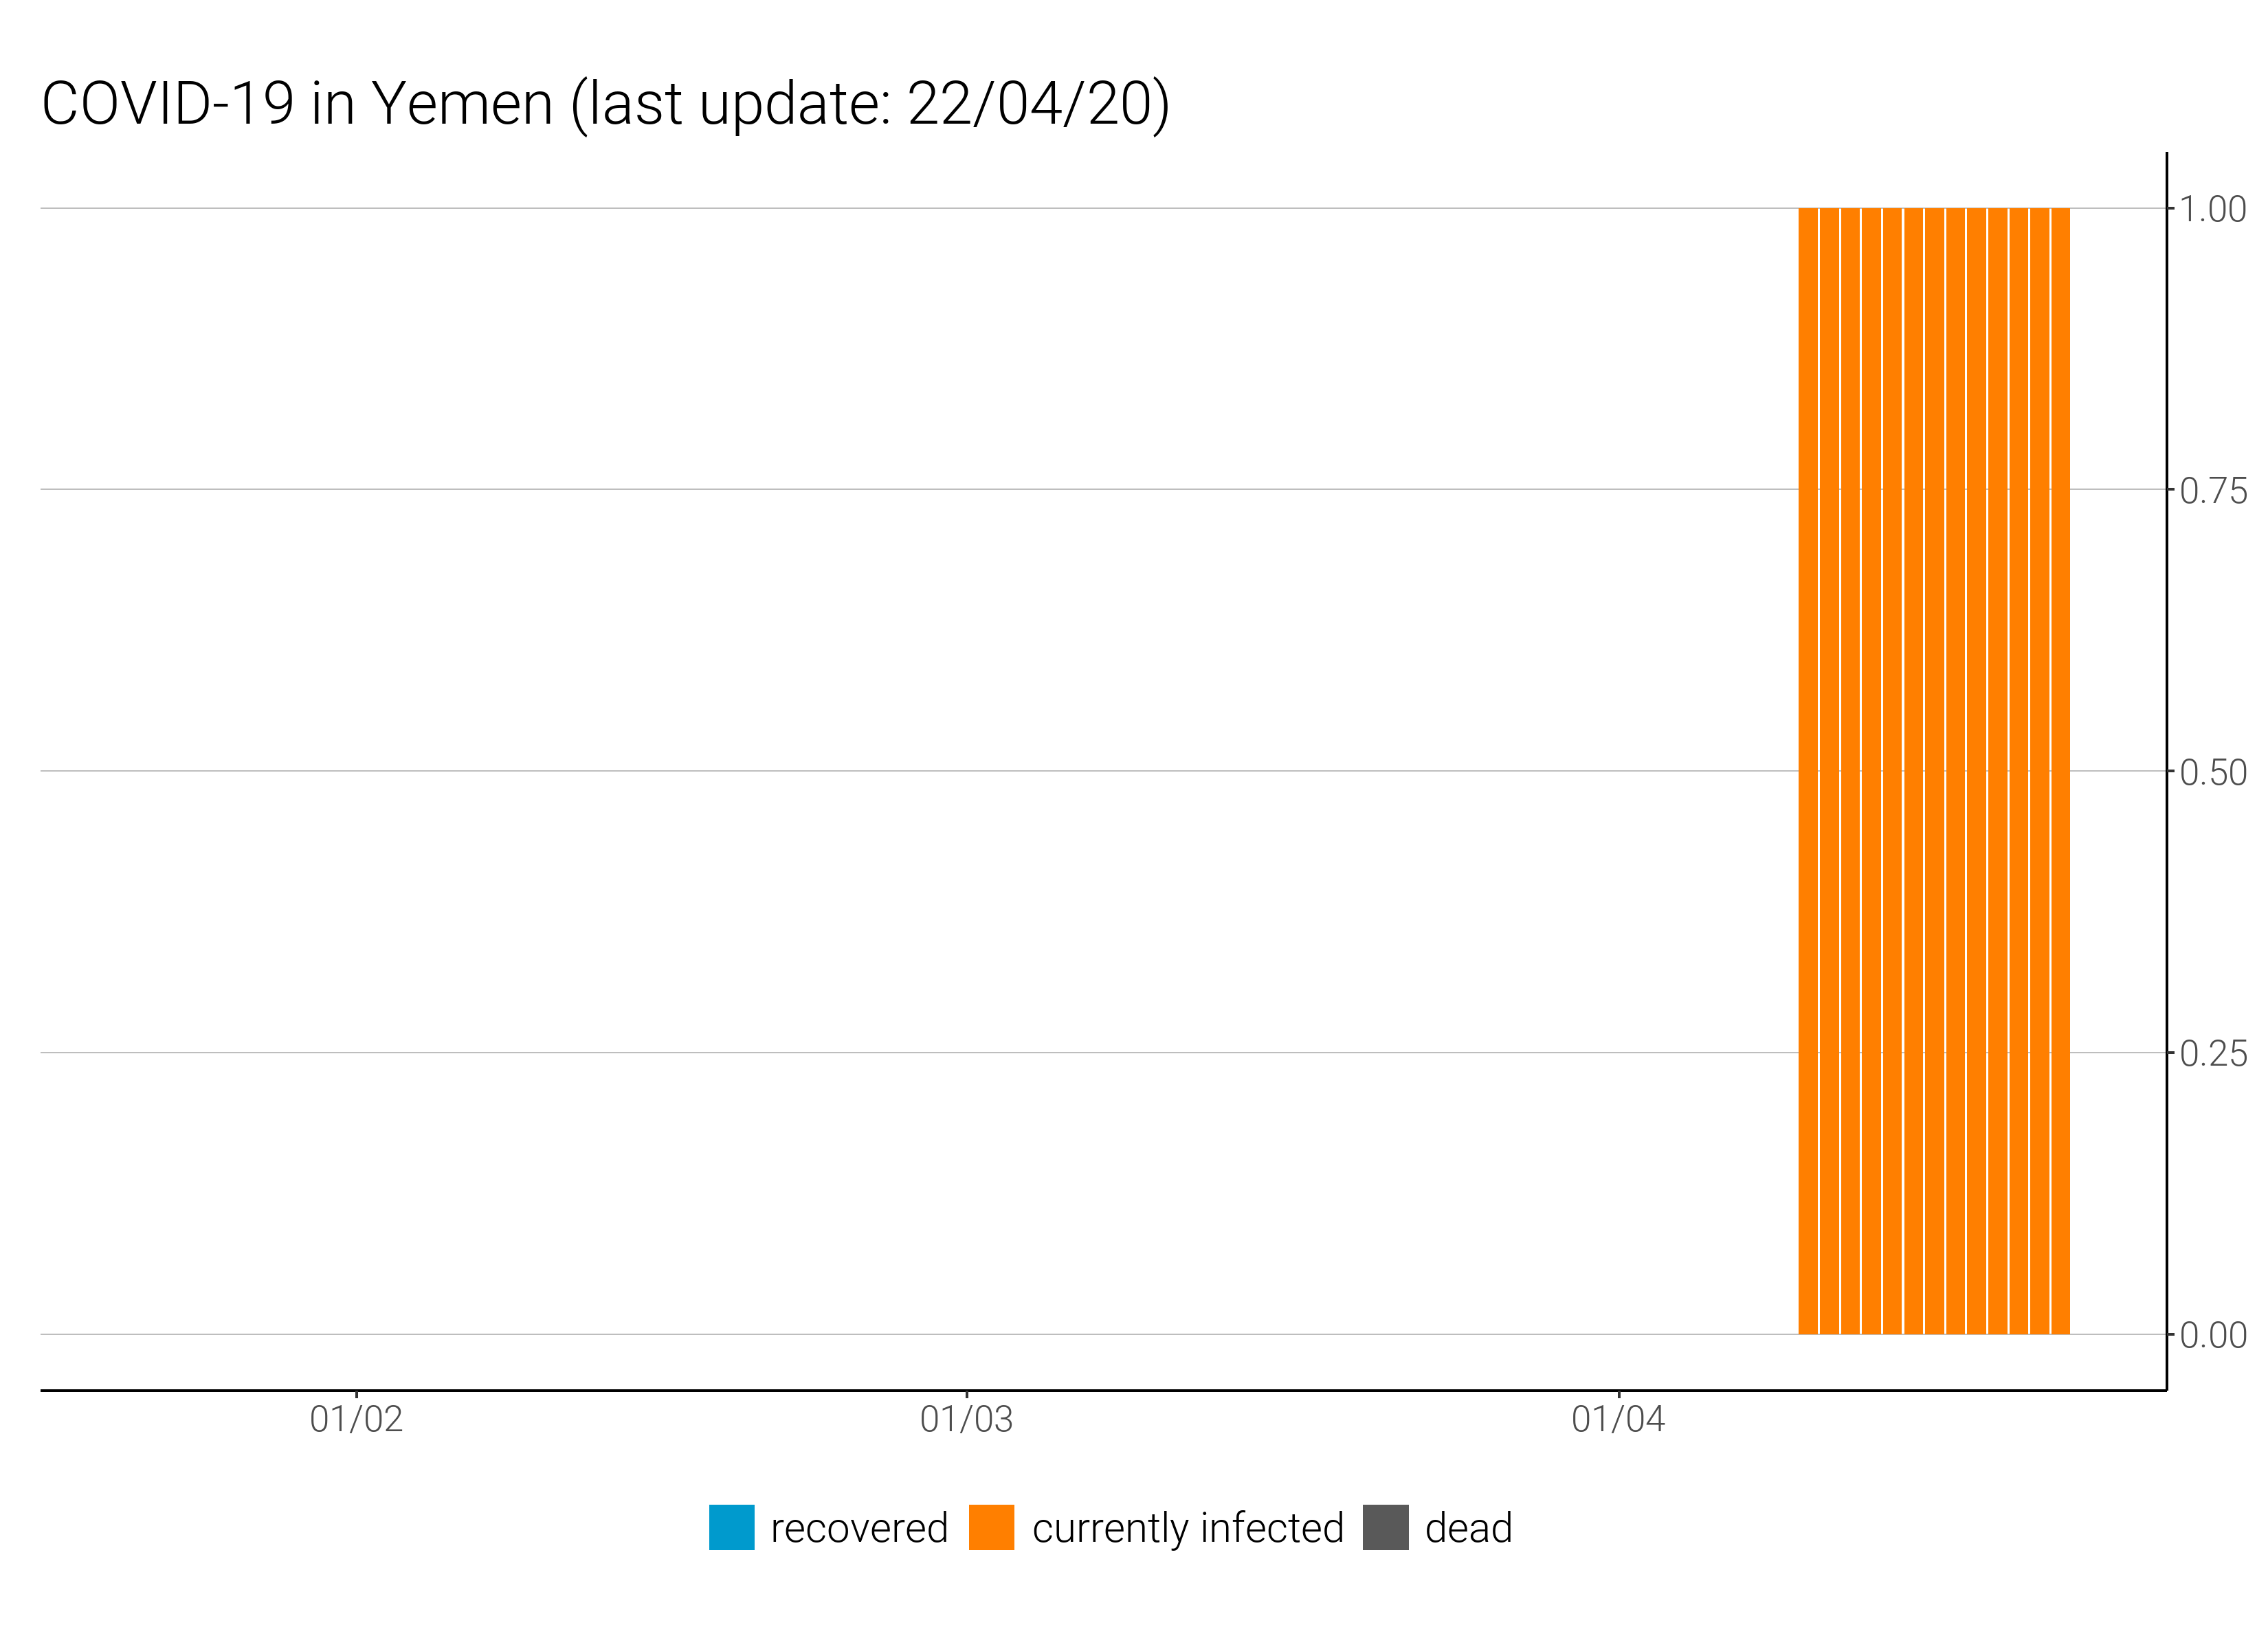 COVID-19 in Yemen (last update: 22/04/20)
1.00
0.75
0.50
0.25
0.00
01/02 01/03 01/04
recovered currently infected dead